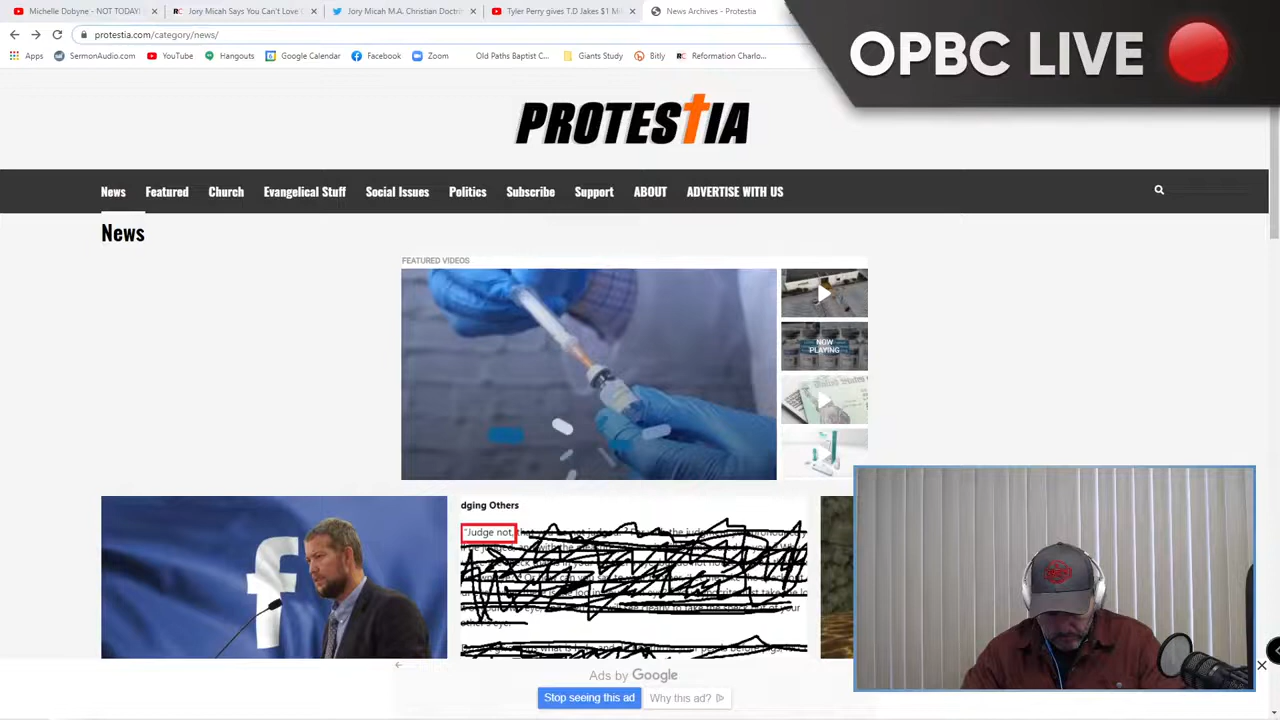 Michelle Dobyne - NOT TODAY!
Jory Micah Says You Can't Love
Jory Micah M.A. Christian Doctri
Tyler Perry gives T.D Jakes $1 M
News Archives - Protestia
OPBC LIVE
protestia.com/category/news/
Apps
SermonAudio.com
YouTube
Hangouts
Google Calendar
Facebook
Zoom
Old Paths Baptist C...
Giants Study
Bitly
Reformation Charlo...
PROTESTIA
News
Featured
Church
Evangelical Stuff
Social Issues
Politics
Subscribe
Support
ABOUT
ADVERTISE WITH US
News
FEATURED VIDEOS
NOW
PLAYING
dging Others
"Judge not,
Ads by Google
Stop seeing this ad
Why this ad?